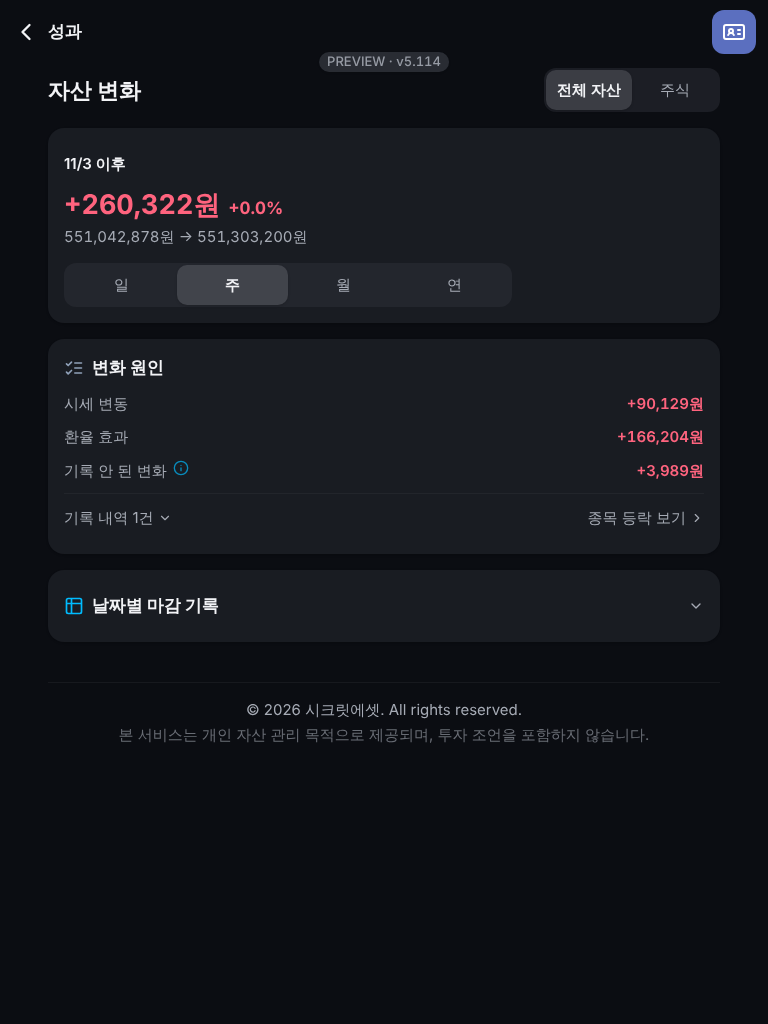 성과
PREVIEW · v5.114
자산 변화
전체 자산 주식
11/3 이후
+260,322원 +0.0%
551,042,878원 → 551,303,200원
일 주 월 연
변화 원인
시세 변동 +90,129원
환율 효과 +166,204원
기록 안 된 변화 +3,989원
기록 내역 1건 종목 등락 보기
날짜별 마감 기록
© 2026 시크릿에셋. All rights reserved.
본 서비스는 개인 자산 관리 목적으로 제공되며, 투자 조언을 포함하지 않습니다.